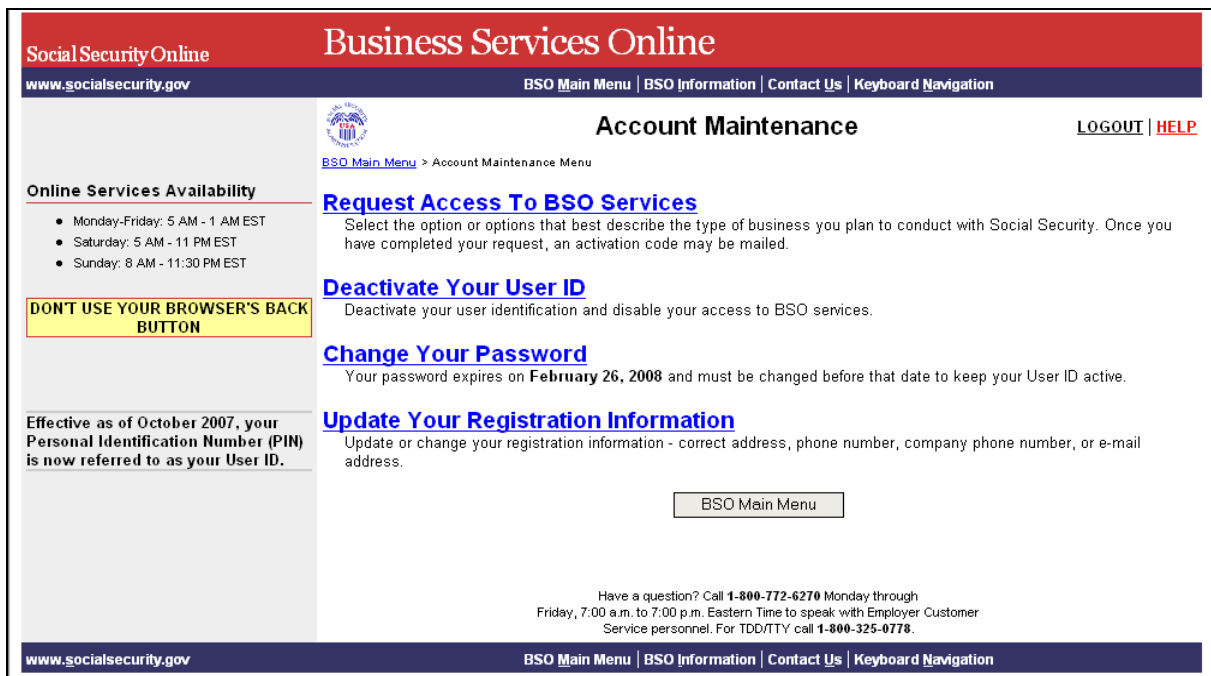 Social Security Online
Business Services Online
www.socialsecurity.gov
BSO Main Menu | BSO Information | Contact Us | Keyboard Navigation
Account Maintenance
LOGOUT | HELP
BSO Main Menu > Account Maintenance Menu
Online Services Availability
● Monday-Friday: 5 AM - 1 AM EST
● Saturday: 5 AM - 11 PM EST
● Sunday: 8 AM - 11:30 PM EST
DON'T USE YOUR BROWSER'S BACK
BUTTON
Effective as of October 2007, your
Personal Identification Number (PIN)
is now referred to as your User ID.
Request Access To BSO Services
Select the option or options that best describe the type of business you plan to conduct with Social Security. Once you
have completed your request, an activation code may be mailed.
Deactivate Your User ID
Deactivate your user identification and disable your access to BSO services.
Change Your Password
Your password expires on February 26, 2008 and must be changed before that date to keep your User ID active.
Update Your Registration Information
Update or change your registration information - correct address, phone number, company phone number, or e-mail
address.
BSO Main Menu
Have a question? Call 1-800-772-6270 Monday through
Friday, 7:00 a.m. to 7:00 p.m. Eastern Time to speak with Employer Customer
Service personnel. For TDD/TTY call 1-800-325-0778.
www.socialsecurity.gov
BSO Main Menu | BSO Information | Contact Us | Keyboard Navigation